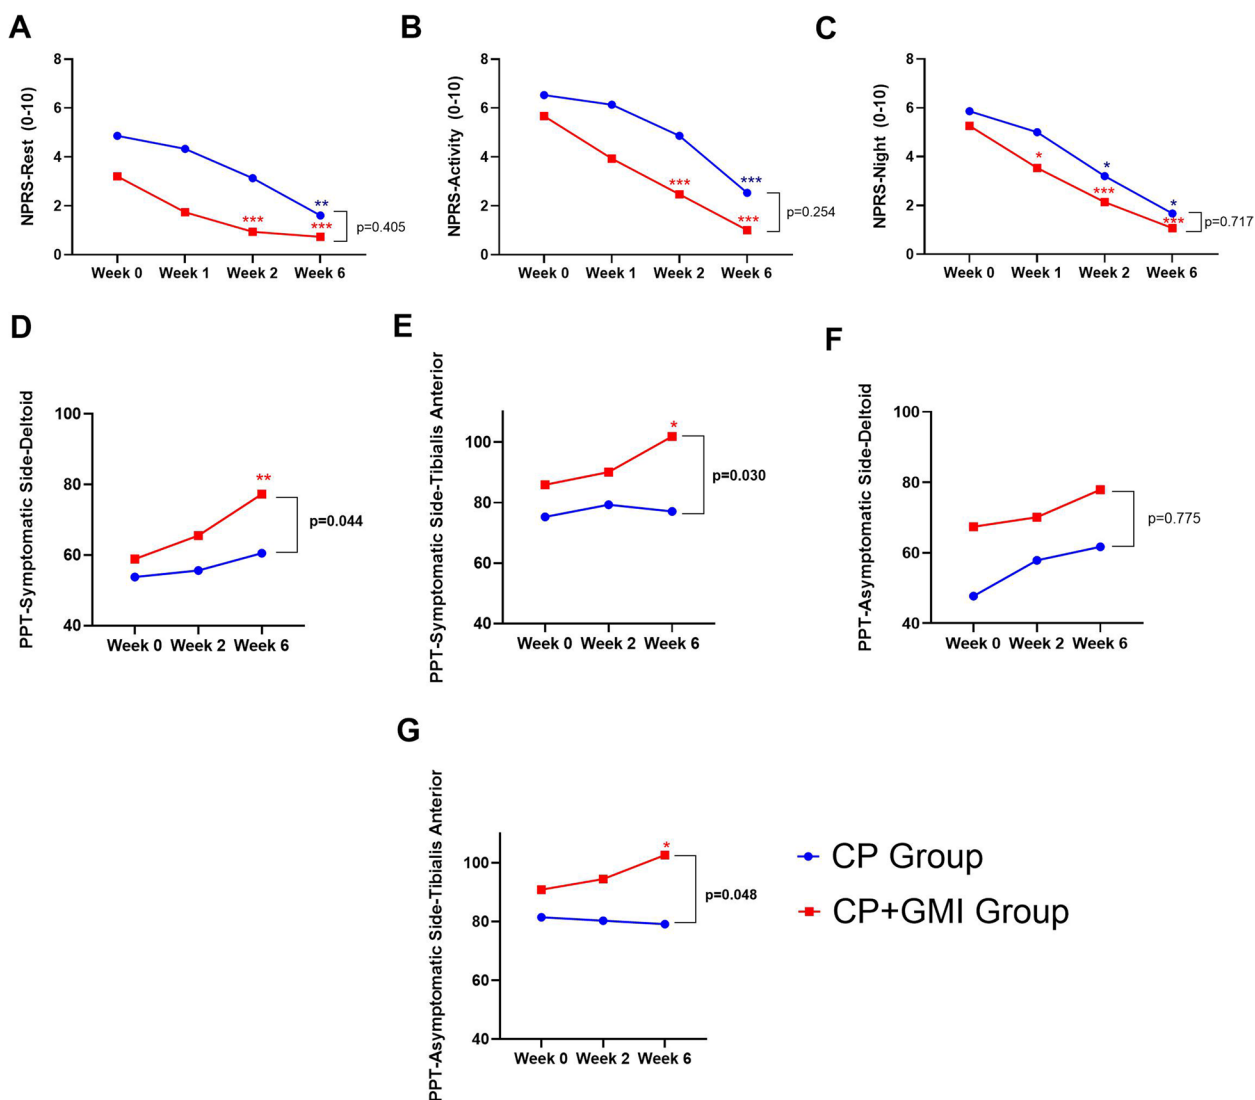 A
NPRS-Rest (0-10)
8
6
4
2
0
**
***
***
p=0.405
Week 0 Week 1 Week 2 Week 6
B
NPRS-Activity (0-10)
8
6
4
2
0
***
***
***
p=0.254
Week 0 Week 1 Week 2 Week 6
C
NPRS-Night (0-10)
8
6
4
2
0
*
*
***
*
***
p=0.717
Week 0 Week 1 Week 2 Week 6
D
PPT-Symptomatic Side-Deltoid
100
80
60
40
**
p=0.044
Week 0 Week 2 Week 6
E
PPT-Symptomatic Side-Tibialis Anterior
100
80
60
40
*
p=0.030
Week 0 Week 2 Week 6
F
PPT-Asymptomatic Side-Deltoid
100
80
60
40
p=0.775
Week 0 Week 2 Week 6
G
PPT-Asymptomatic Side-Tibialis Anterior
100
80
60
40
*
p=0.048
Week 0 Week 2 Week 6
CP Group
CP+GMI Group